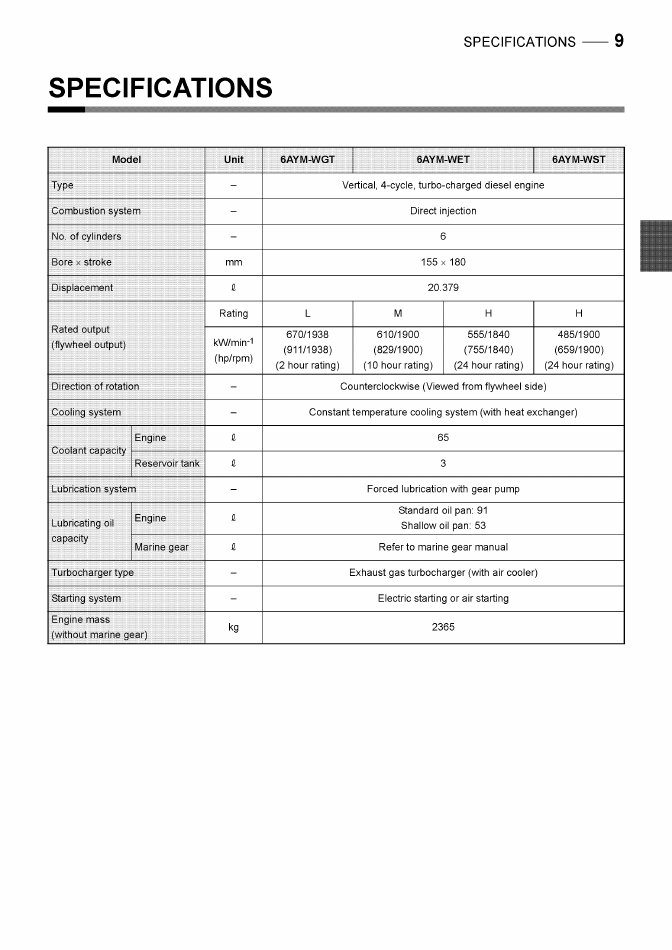 SPECIFICATIONS — 9
SPECIFICATIONS
Model Unit 6AYM-WGT 6AYM-WET 6AYM-WST
Type – Vertical, 4-cycle, turbo-charged diesel engine
Combustion system – Direct injection
No. of cylinders – 6
Bore × stroke mm 155 × 180
Displacement ℓ 20.379
Rated output
(flywheel output)
Rating L M H H
kW/min-1
(hp/rpm)
670/1938
(911/1938)
(2 hour rating)
610/1900
(829/1900)
(10 hour rating)
555/1840
(755/1840)
(24 hour rating)
485/1900
(659/1900)
(24 hour rating)
Direction of rotation – Counterclockwise (Viewed from flywheel side)
Cooling system – Constant temperature cooling system (with heat exchanger)
Coolant capacity
Engine ℓ 65
Reservoir tank ℓ 3
Lubrication system – Forced lubrication with gear pump
Lubricating oil
capacity
Engine ℓ
Standard oil pan: 91
Shallow oil pan: 53
Marine gear ℓ Refer to marine gear manual
Turbocharger type – Exhaust gas turbocharger (with air cooler)
Starting system – Electric starting or air starting
Engine mass
(without marine gear)
kg 2365